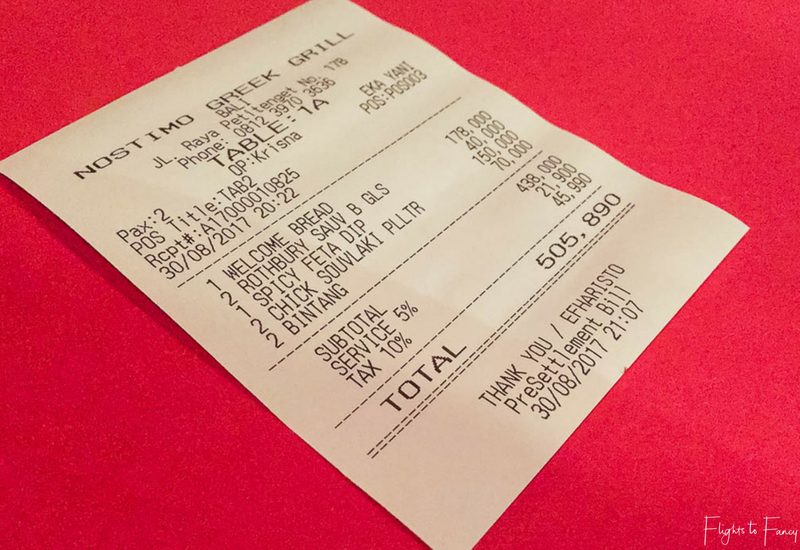 NOSTIMO GREEK GRILL
BALI
JL. Raya Petitenget No. 17B
Phone: 0812 3970 3636
TABLE: 1A
OP:Krisna
EKA YANI
POS:POS003
Pax:2
POS Title:TAB2
Rcpt#:A17000010825
30/08/2017 20:22
1 WELCOME BREAD
2 ROTHBURY SAUV B GLS 178,000
1 SPICY FETA DIP 40,000
2 CHICK SOUVLAKI PLLTR 150,000
2 BINTANG 70,000
SUBTOTAL 438,000
SERVICE 5% 21,900
TAX 10% 45,990
TOTAL 505,890
THANK YOU / EFHARISTO
PreSettlement Bill
30/08/2017 21:07
Flights to Fancy